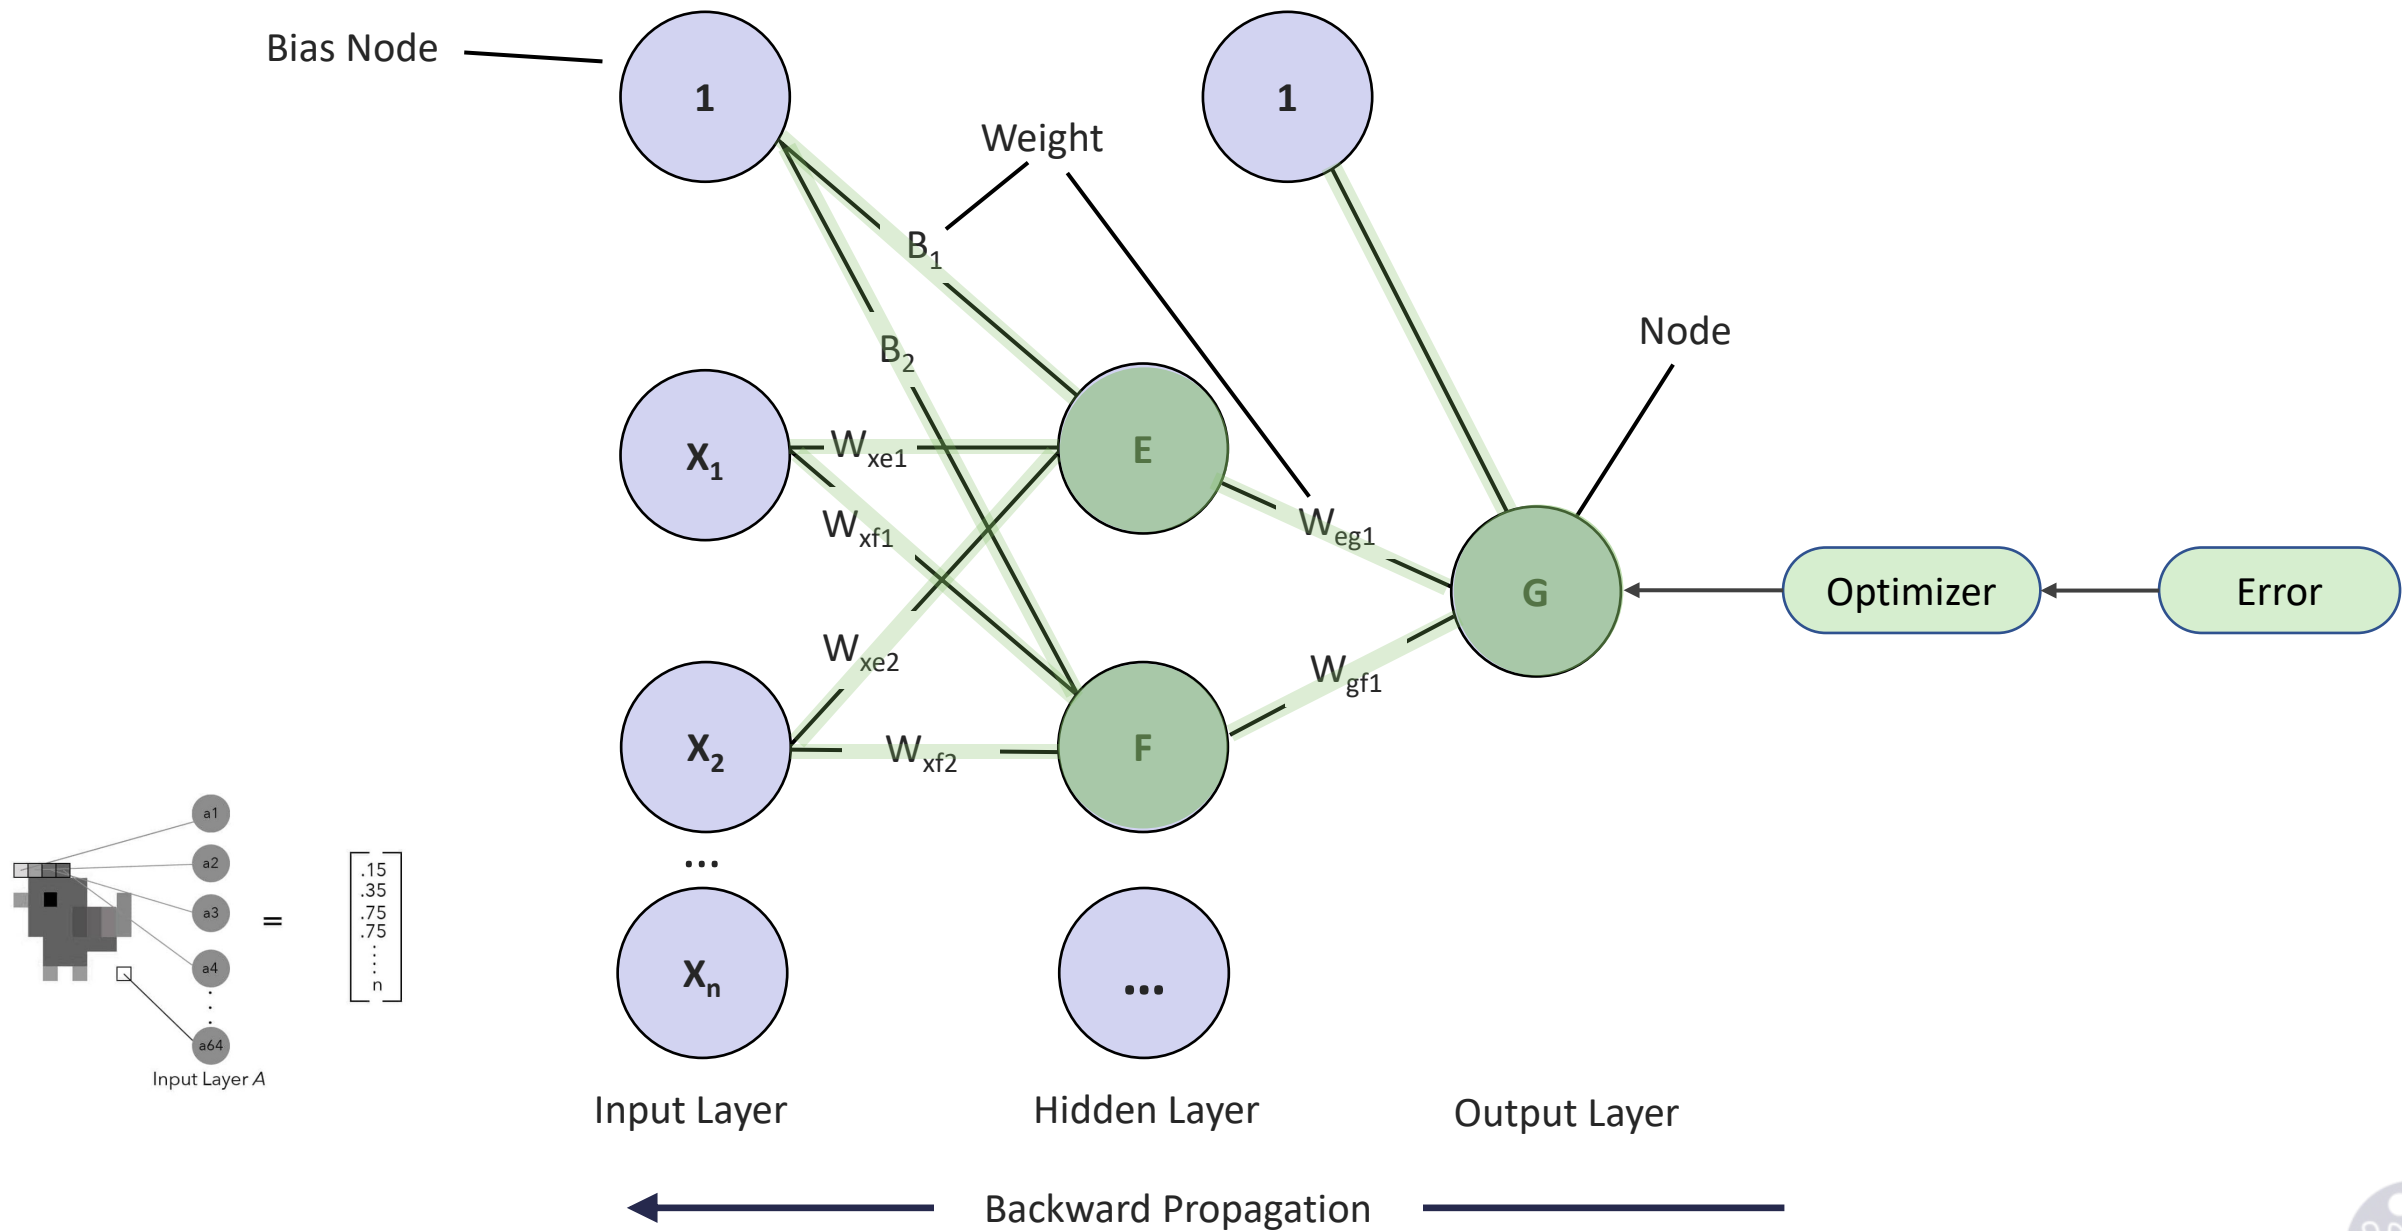 Bias Node
1
1
Weight
B1
Node
B2
X1
Wxe1
E
Wxf1
Weg1
G
Optimizer
Error
Wxe2
Wgf1
X2
Wxf2
F
a1
a2
a3
a4
a64
Input Layer A
=
.15
.35
.75
.75
n
...
Xn
...
Input Layer
Hidden Layer
Output Layer
Backward Propagation